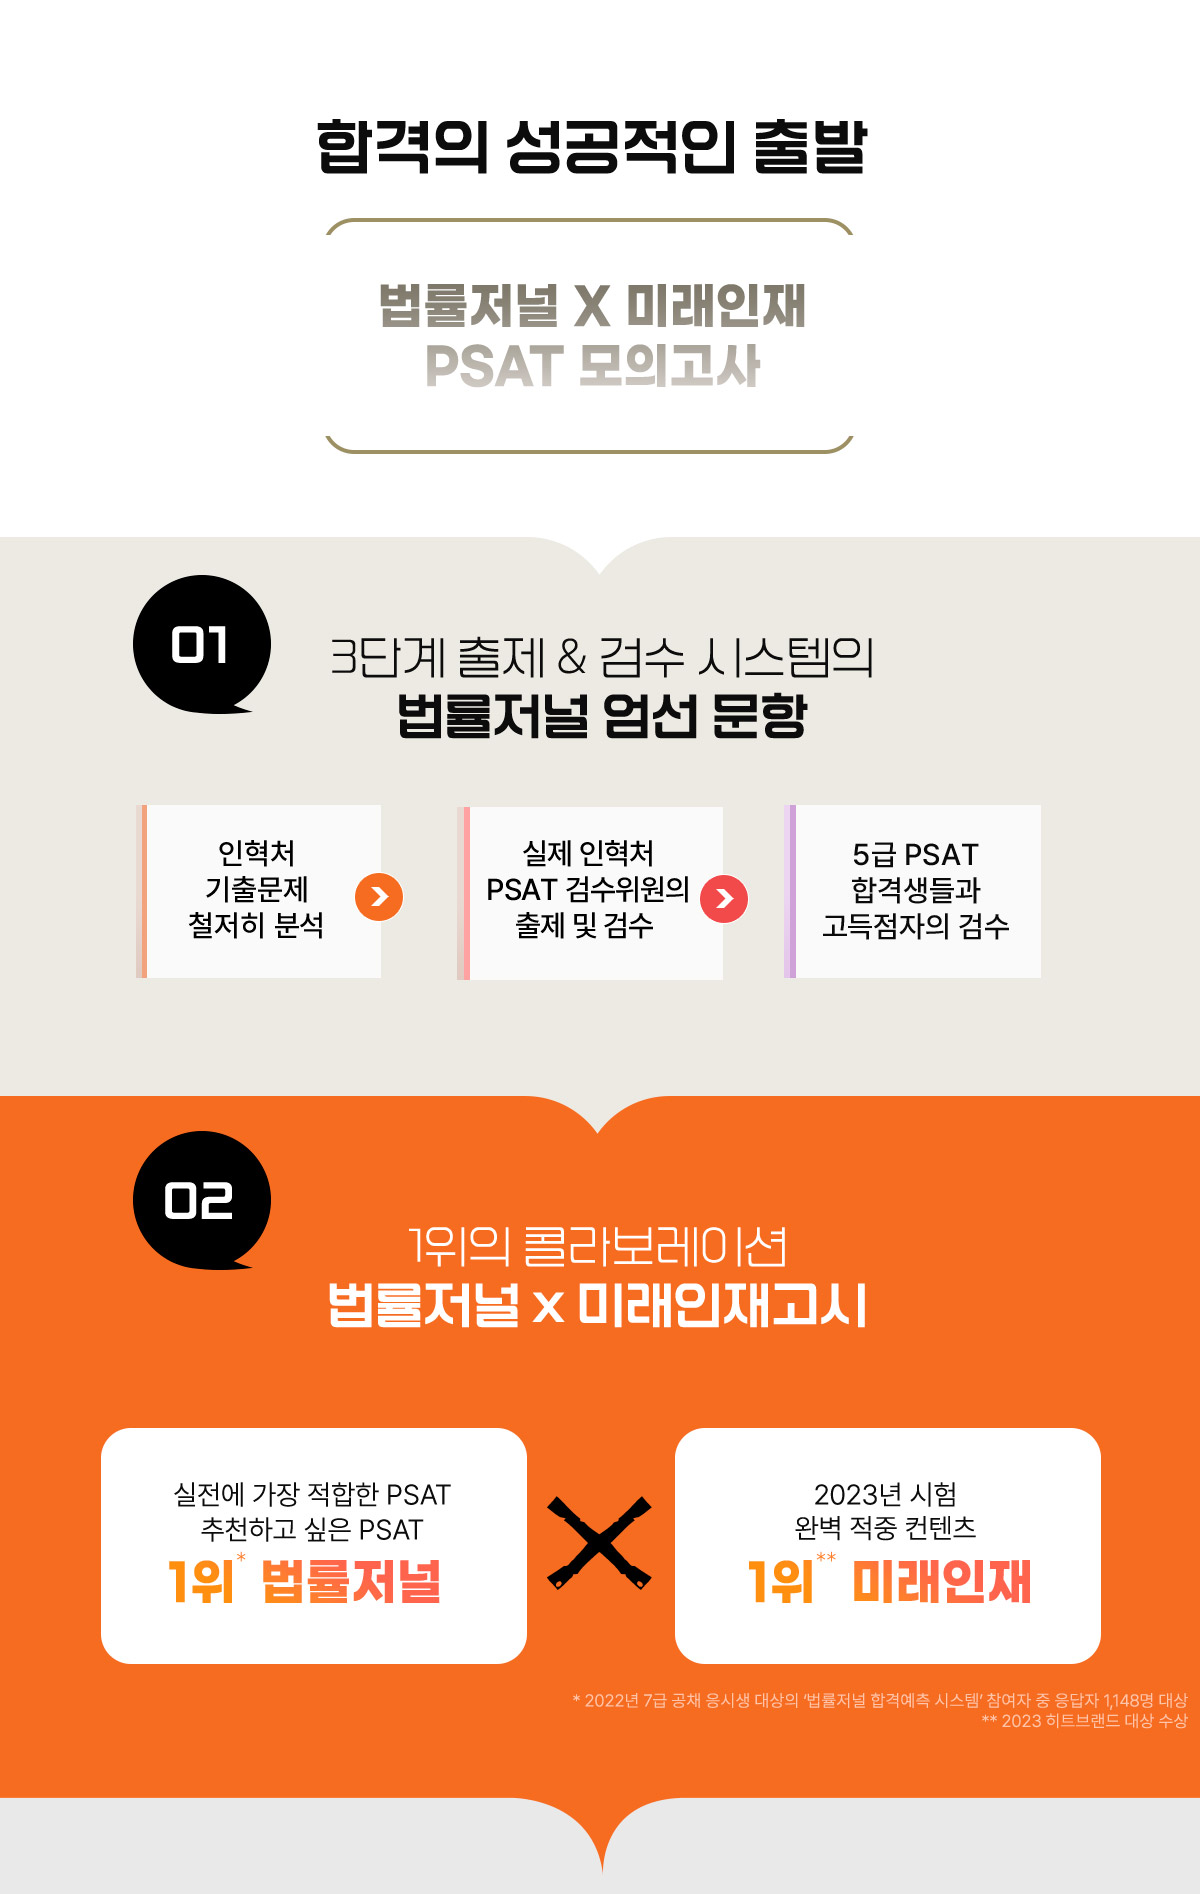 합격의 성공적인 출발
법률저널 X 미래인재
PSAT 모의고사
01
3단계 출제 & 검수 시스템의
법률저널 엄선 문항
인혁처
기출문제
철저히 분석
실제 인혁처
PSAT 검수위원의
출제 및 검수
5급 PSAT
합격생들과
고득점자의 검수
02
1위의 콜라보레이션
법률저널 x 미래인재고시
실전에 가장 적합한 PSAT
추천하고 싶은 PSAT
1위* 법률저널
2023년 시험
완벽 적중 컨텐츠
1위** 미래인재
* 2022년 7급 공채 응시생 대상의 '법률저널 합격예측 시스템' 참여자 중 응답자 1,148명 대상
** 2023 히트브랜드 대상 수상